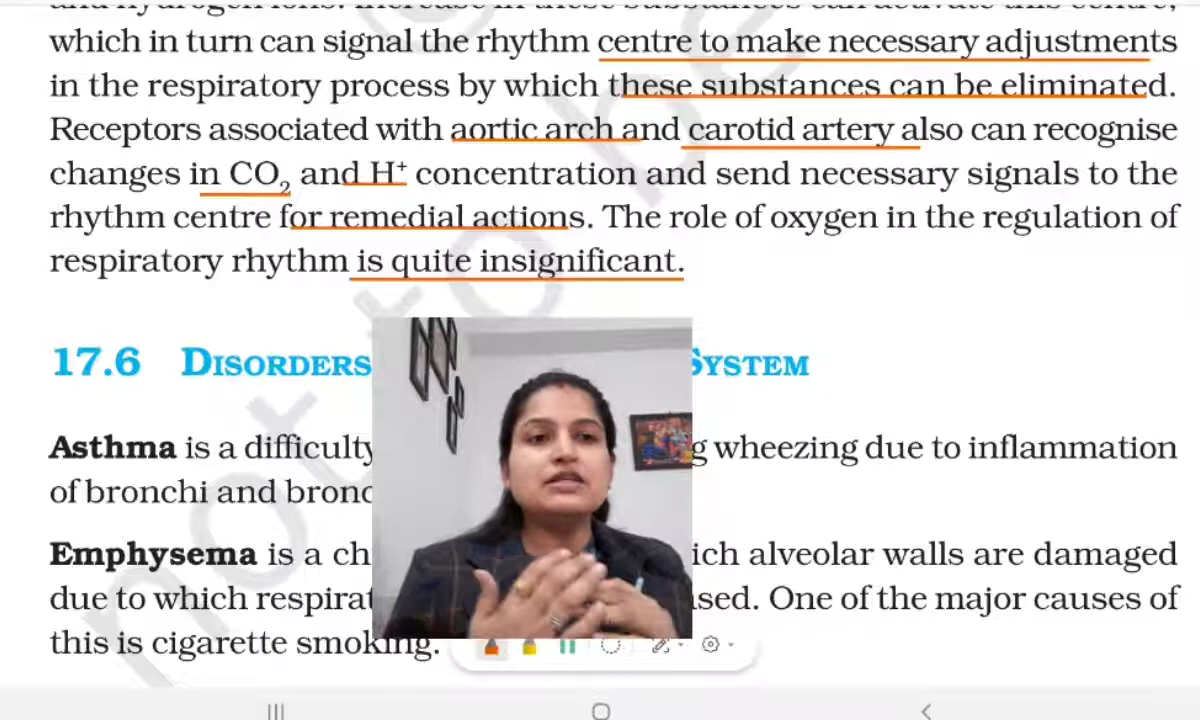 which in turn can signal the rhythm centre to make necessary adjustments
in the respiratory process by which these substances can be eliminated.
Receptors associated with aortic arch and carotid artery also can recognise
changes in CO₂ and H⁺ concentration and send necessary signals to the
rhythm centre for remedial actions. The role of oxygen in the regulation of
respiratory rhythm is quite insignificant.
17.6 DISORDERS SYSTEM
Asthma is a difficulty wheezing due to inflammation
of bronchi and
Emphysema is a alveolar walls are damaged
due to which One of the major causes of
this is cigarette smoking.
not to be